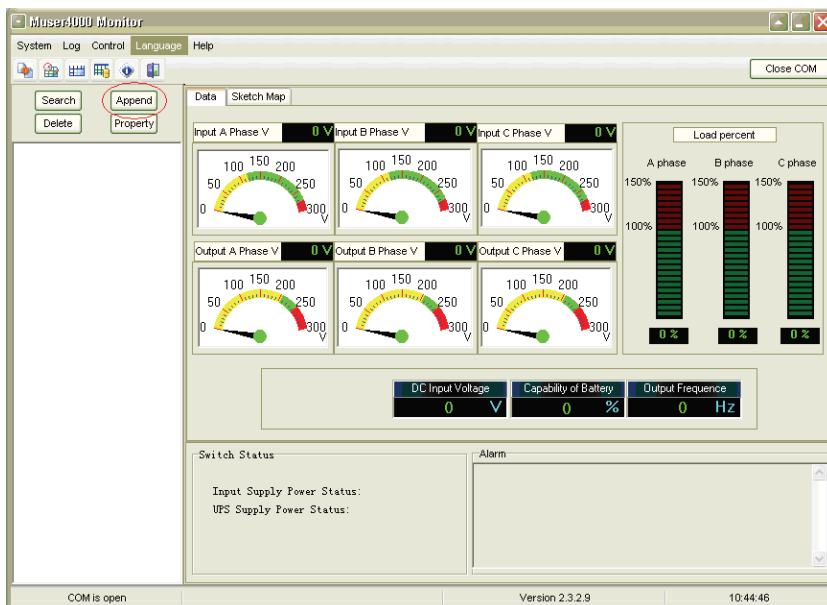 Muser4000 Monitor
System Log Control Language Help
Close COM
Search Append
Delete Property
Data Sketch Map
Input A Phase V 0 V Input B Phase V 0 V Input C Phase V 0 V
0 50 100 150 200 250 300 V
0 50 100 150 200 250 300 V
0 50 100 150 200 250 300 V
Output A Phase V 0 V Output B Phase V 0 V Output C Phase V 0 V
0 50 100 150 200 250 300 V
0 50 100 150 200 250 300 V
0 50 100 150 200 250 300 V
Load percent
A phase B phase C phase
150% 150% 150%
100% 100% 100%
0 % 0 % 0 %
DC Input Voltage Capability of Battery Output Frequence
0 V 0 % 0 Hz
Switch Status
Input Supply Power Status:
UPS Supply Power Status:
Alarm
COM is open Version 2.3.2.9 10:44:46